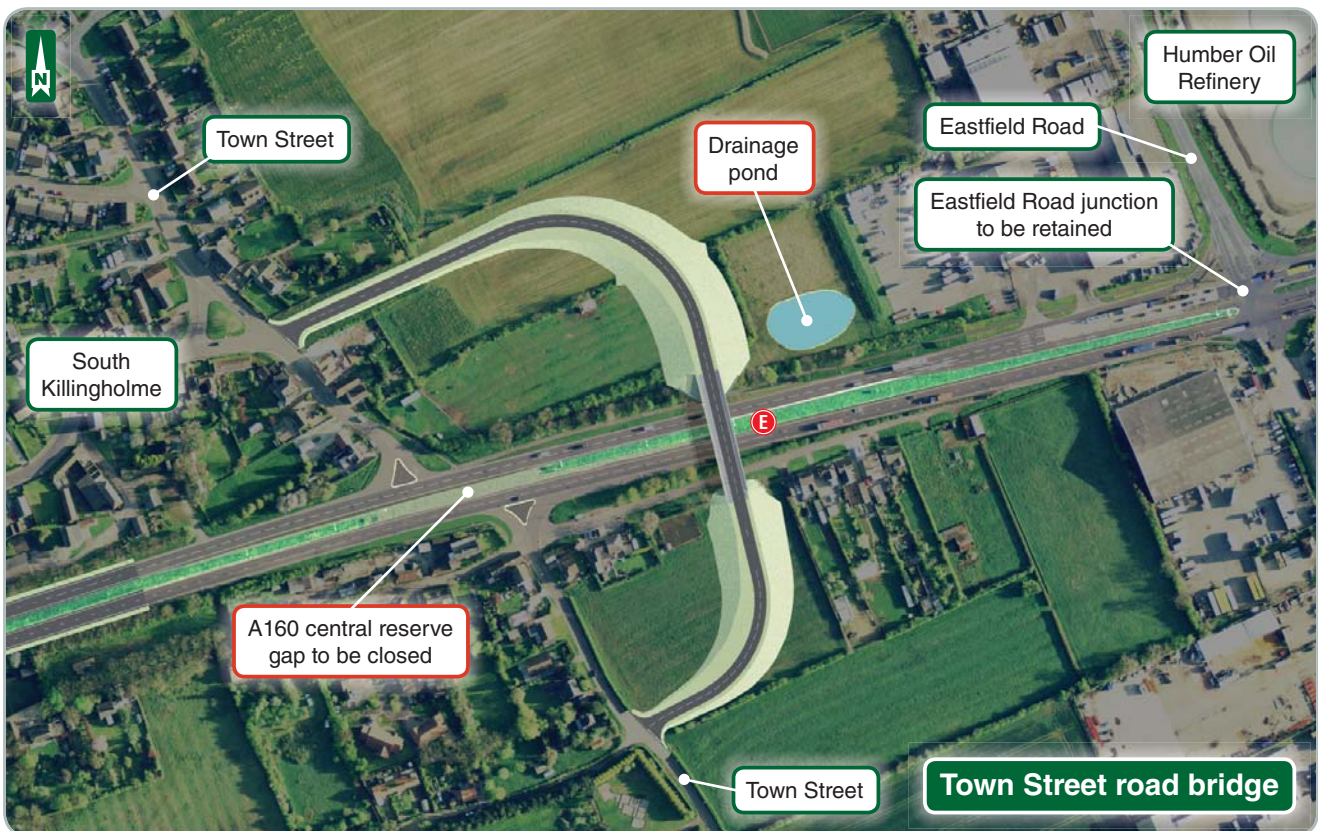 N
Humber Oil
Refinery
Eastfield Road
Town Street
Drainage
pond
Eastfield Road junction
to be retained
South
Killingholme
E
A160 central reserve
gap to be closed
Town Street
Town Street road bridge